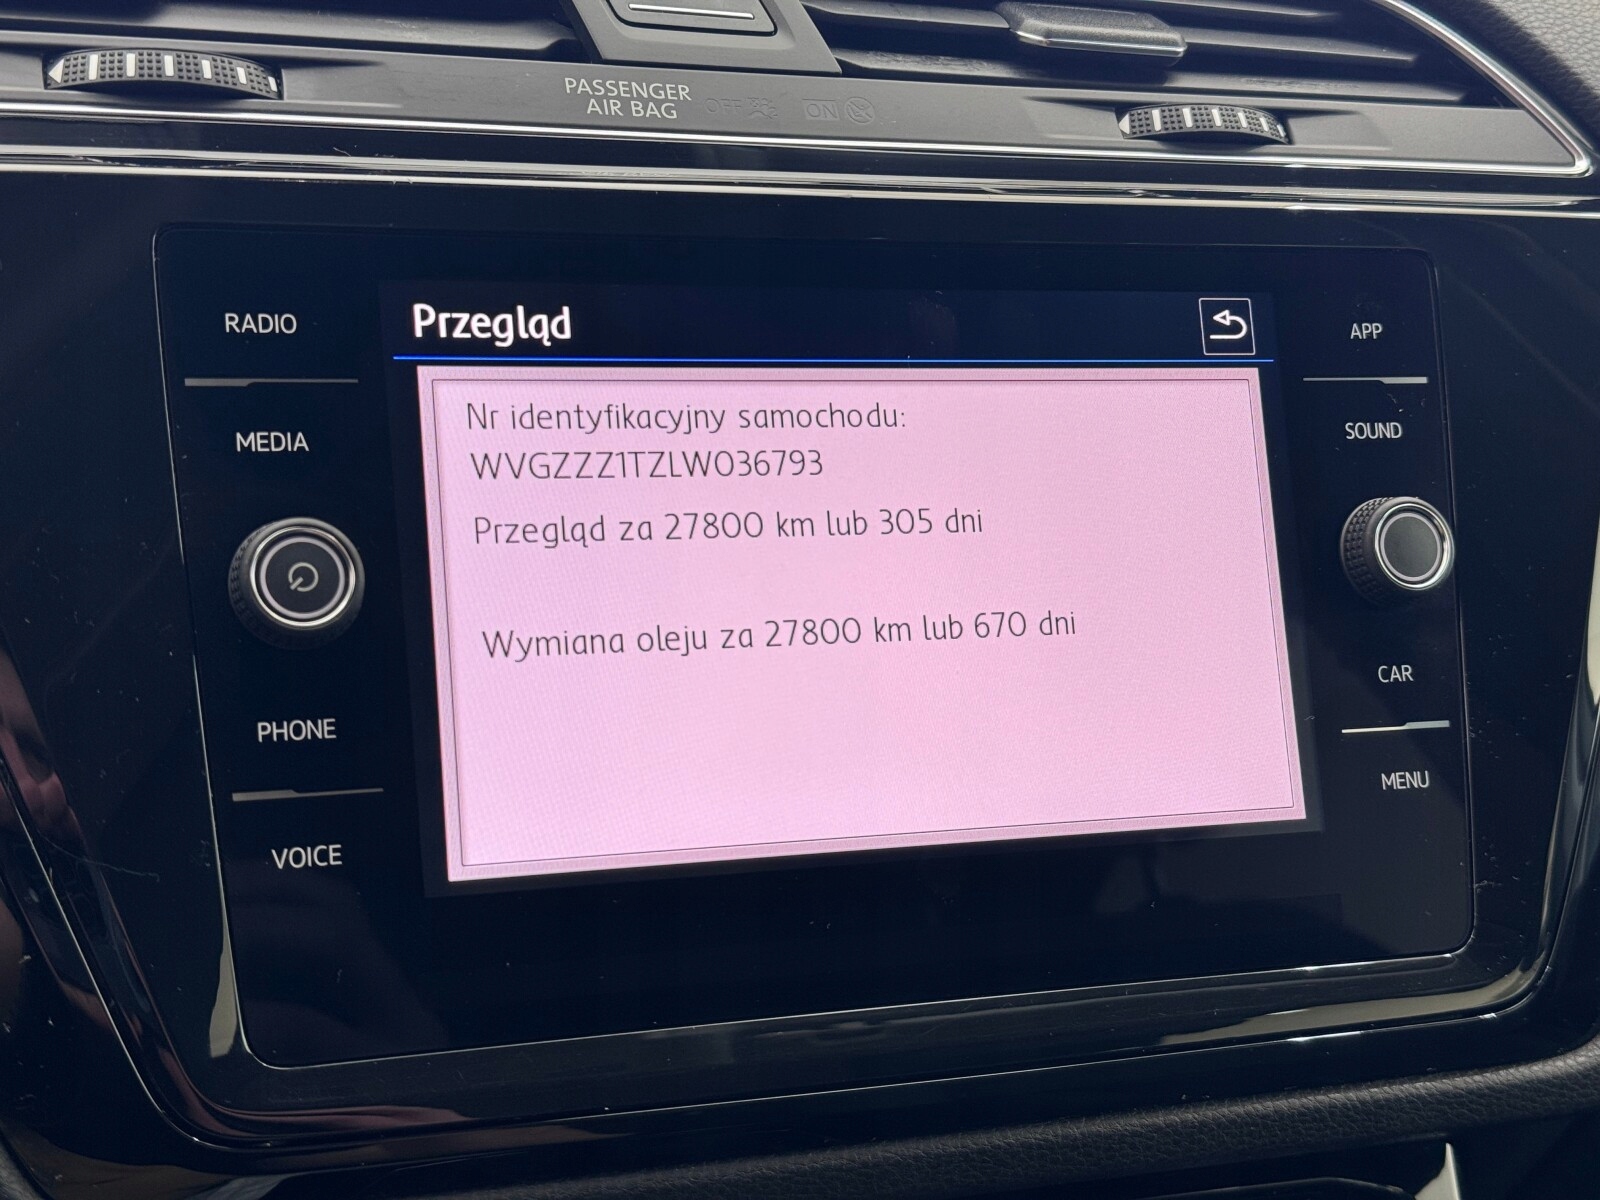 PASSENGER
AIR BAG OFF ON
RADIO
MEDIA
PHONE
VOICE
Przegląd
Nr identyfikacyjny samochodu:
WVGZZZ1TZLW036793
Przegląd za 27800 km lub 305 dni
Wymiana oleju za 27800 km lub 670 dni
APP
SOUND
CAR
MENU